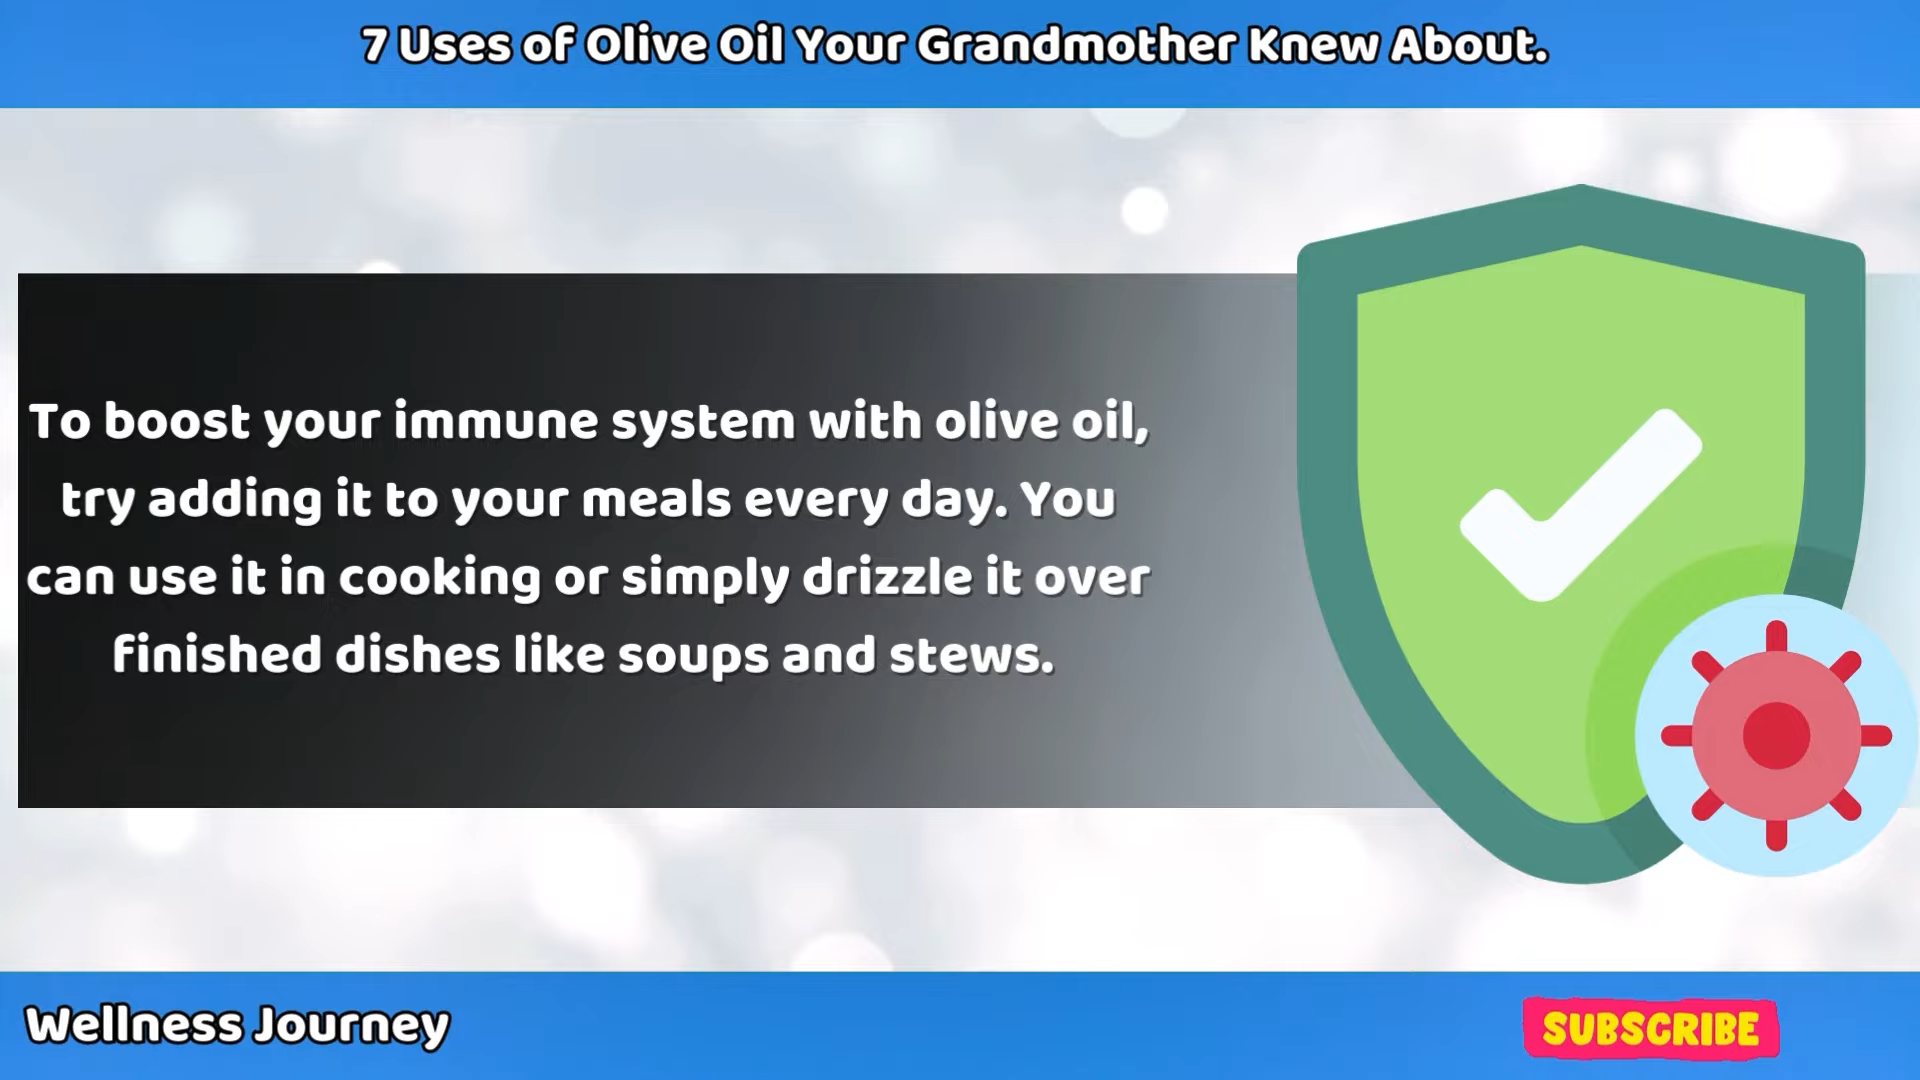 7 Uses of Olive Oil Your Grandmother Knew About.
To boost your immune system with olive oil,
try adding it to your meals every day. You
can use it in cooking or simply drizzle it over
finished dishes like soups and stews.
Wellness Journey
SUBSCRIBE